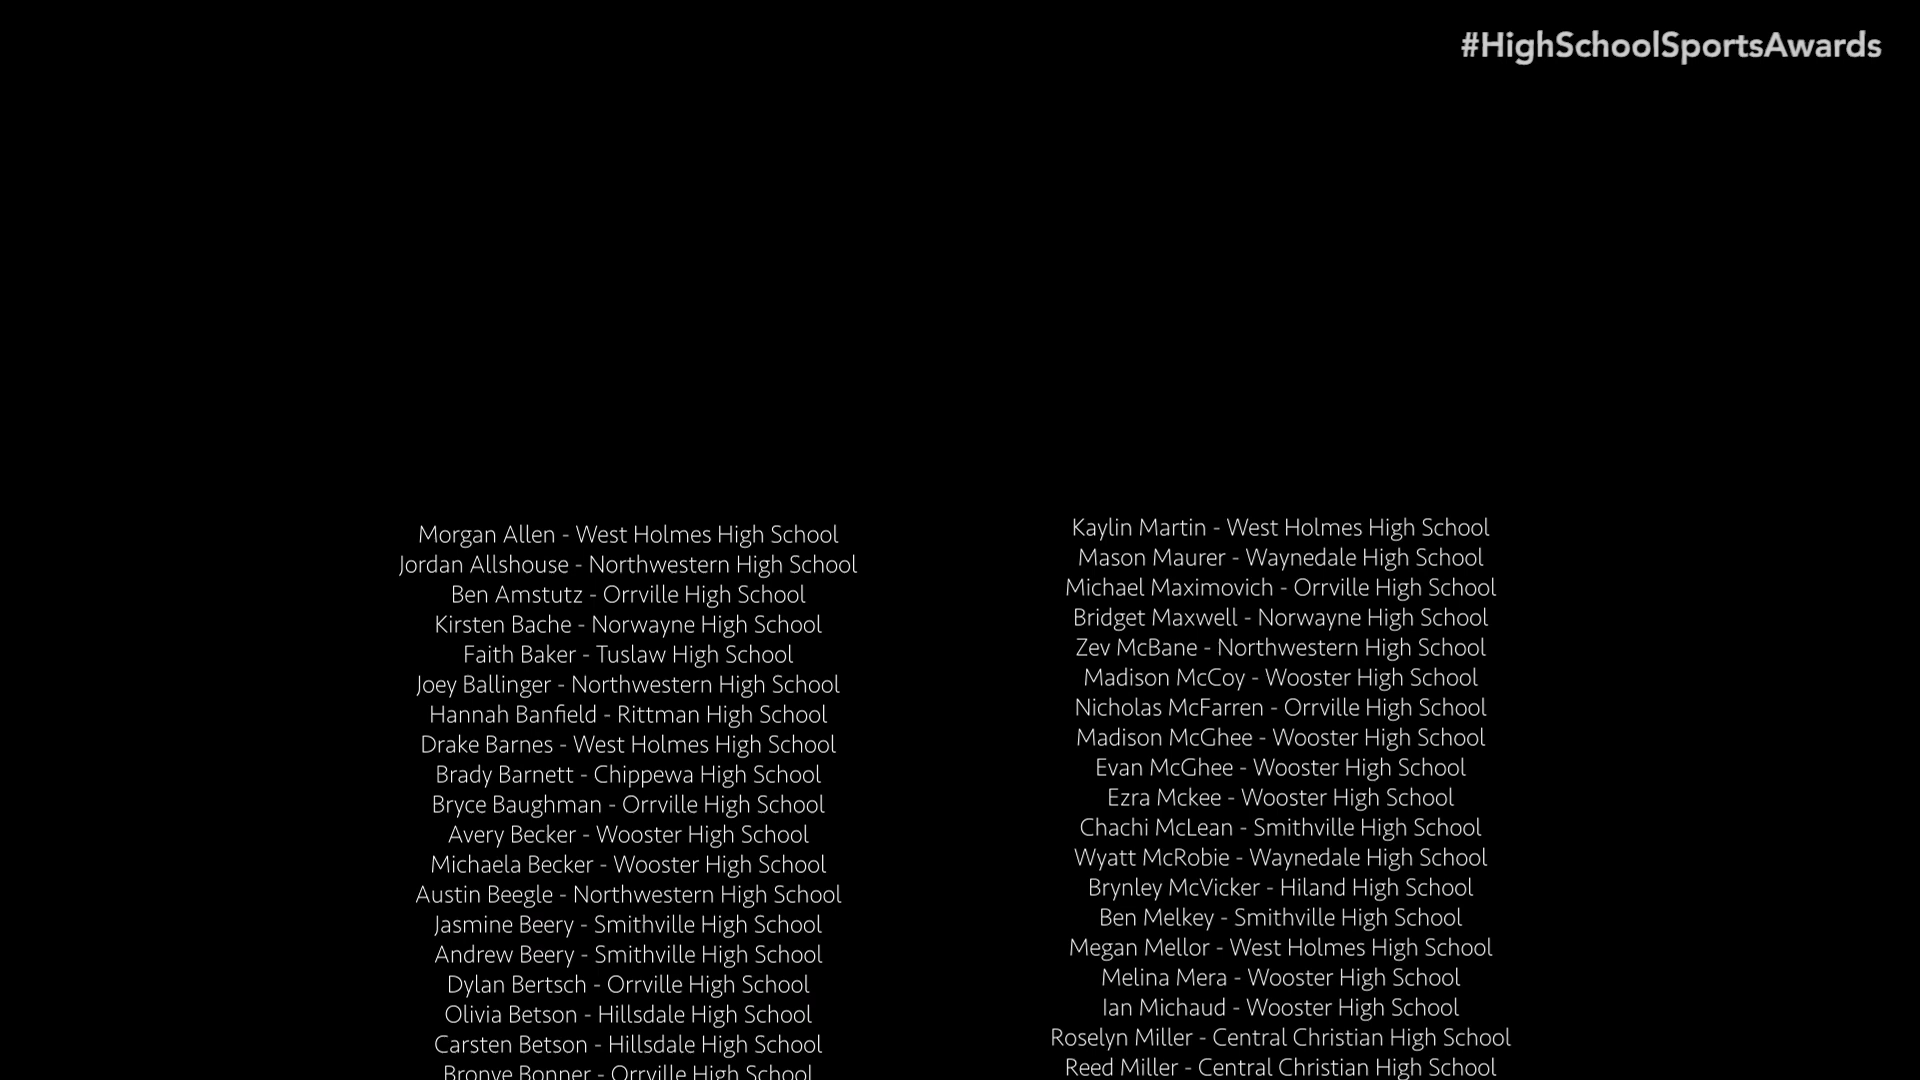 #HighSchoolSportsAwards
Morgan Allen - West Holmes High School
Jordan Allshouse - Northwestern High School
Ben Amstutz - Orrville High School
Kirsten Bache - Norwayne High School
Faith Baker - Tuslaw High School
Joey Ballinger - Northwestern High School
Hannah Banfield - Rittman High School
Drake Barnes - West Holmes High School
Brady Barnett - Chippewa High School
Bryce Baughman - Orrville High School
Avery Becker - Wooster High School
Michaela Becker - Wooster High School
Austin Beegle - Northwestern High School
Jasmine Beery - Smithville High School
Andrew Beery - Smithville High School
Dylan Bertsch - Orrville High School
Olivia Betson - Hillsdale High School
Carsten Betson - Hillsdale High School
Bronye Bonner - Orrville High School
Kaylin Martin - West Holmes High School
Mason Maurer - Waynedale High School
Michael Maximovich - Orrville High School
Bridget Maxwell - Norwayne High School
Zev McBane - Northwestern High School
Madison McCoy - Wooster High School
Nicholas McFarren - Orrville High School
Madison McGhee - Wooster High School
Evan McGhee - Wooster High School
Ezra Mckee - Wooster High School
Chachi McLean - Smithville High School
Wyatt McRobie - Waynedale High School
Brynley McVicker - Hiland High School
Ben Melkey - Smithville High School
Megan Mellor - West Holmes High School
Melina Mera - Wooster High School
Ian Michaud - Wooster High School
Roselyn Miller - Central Christian High School
Reed Miller - Central Christian High School